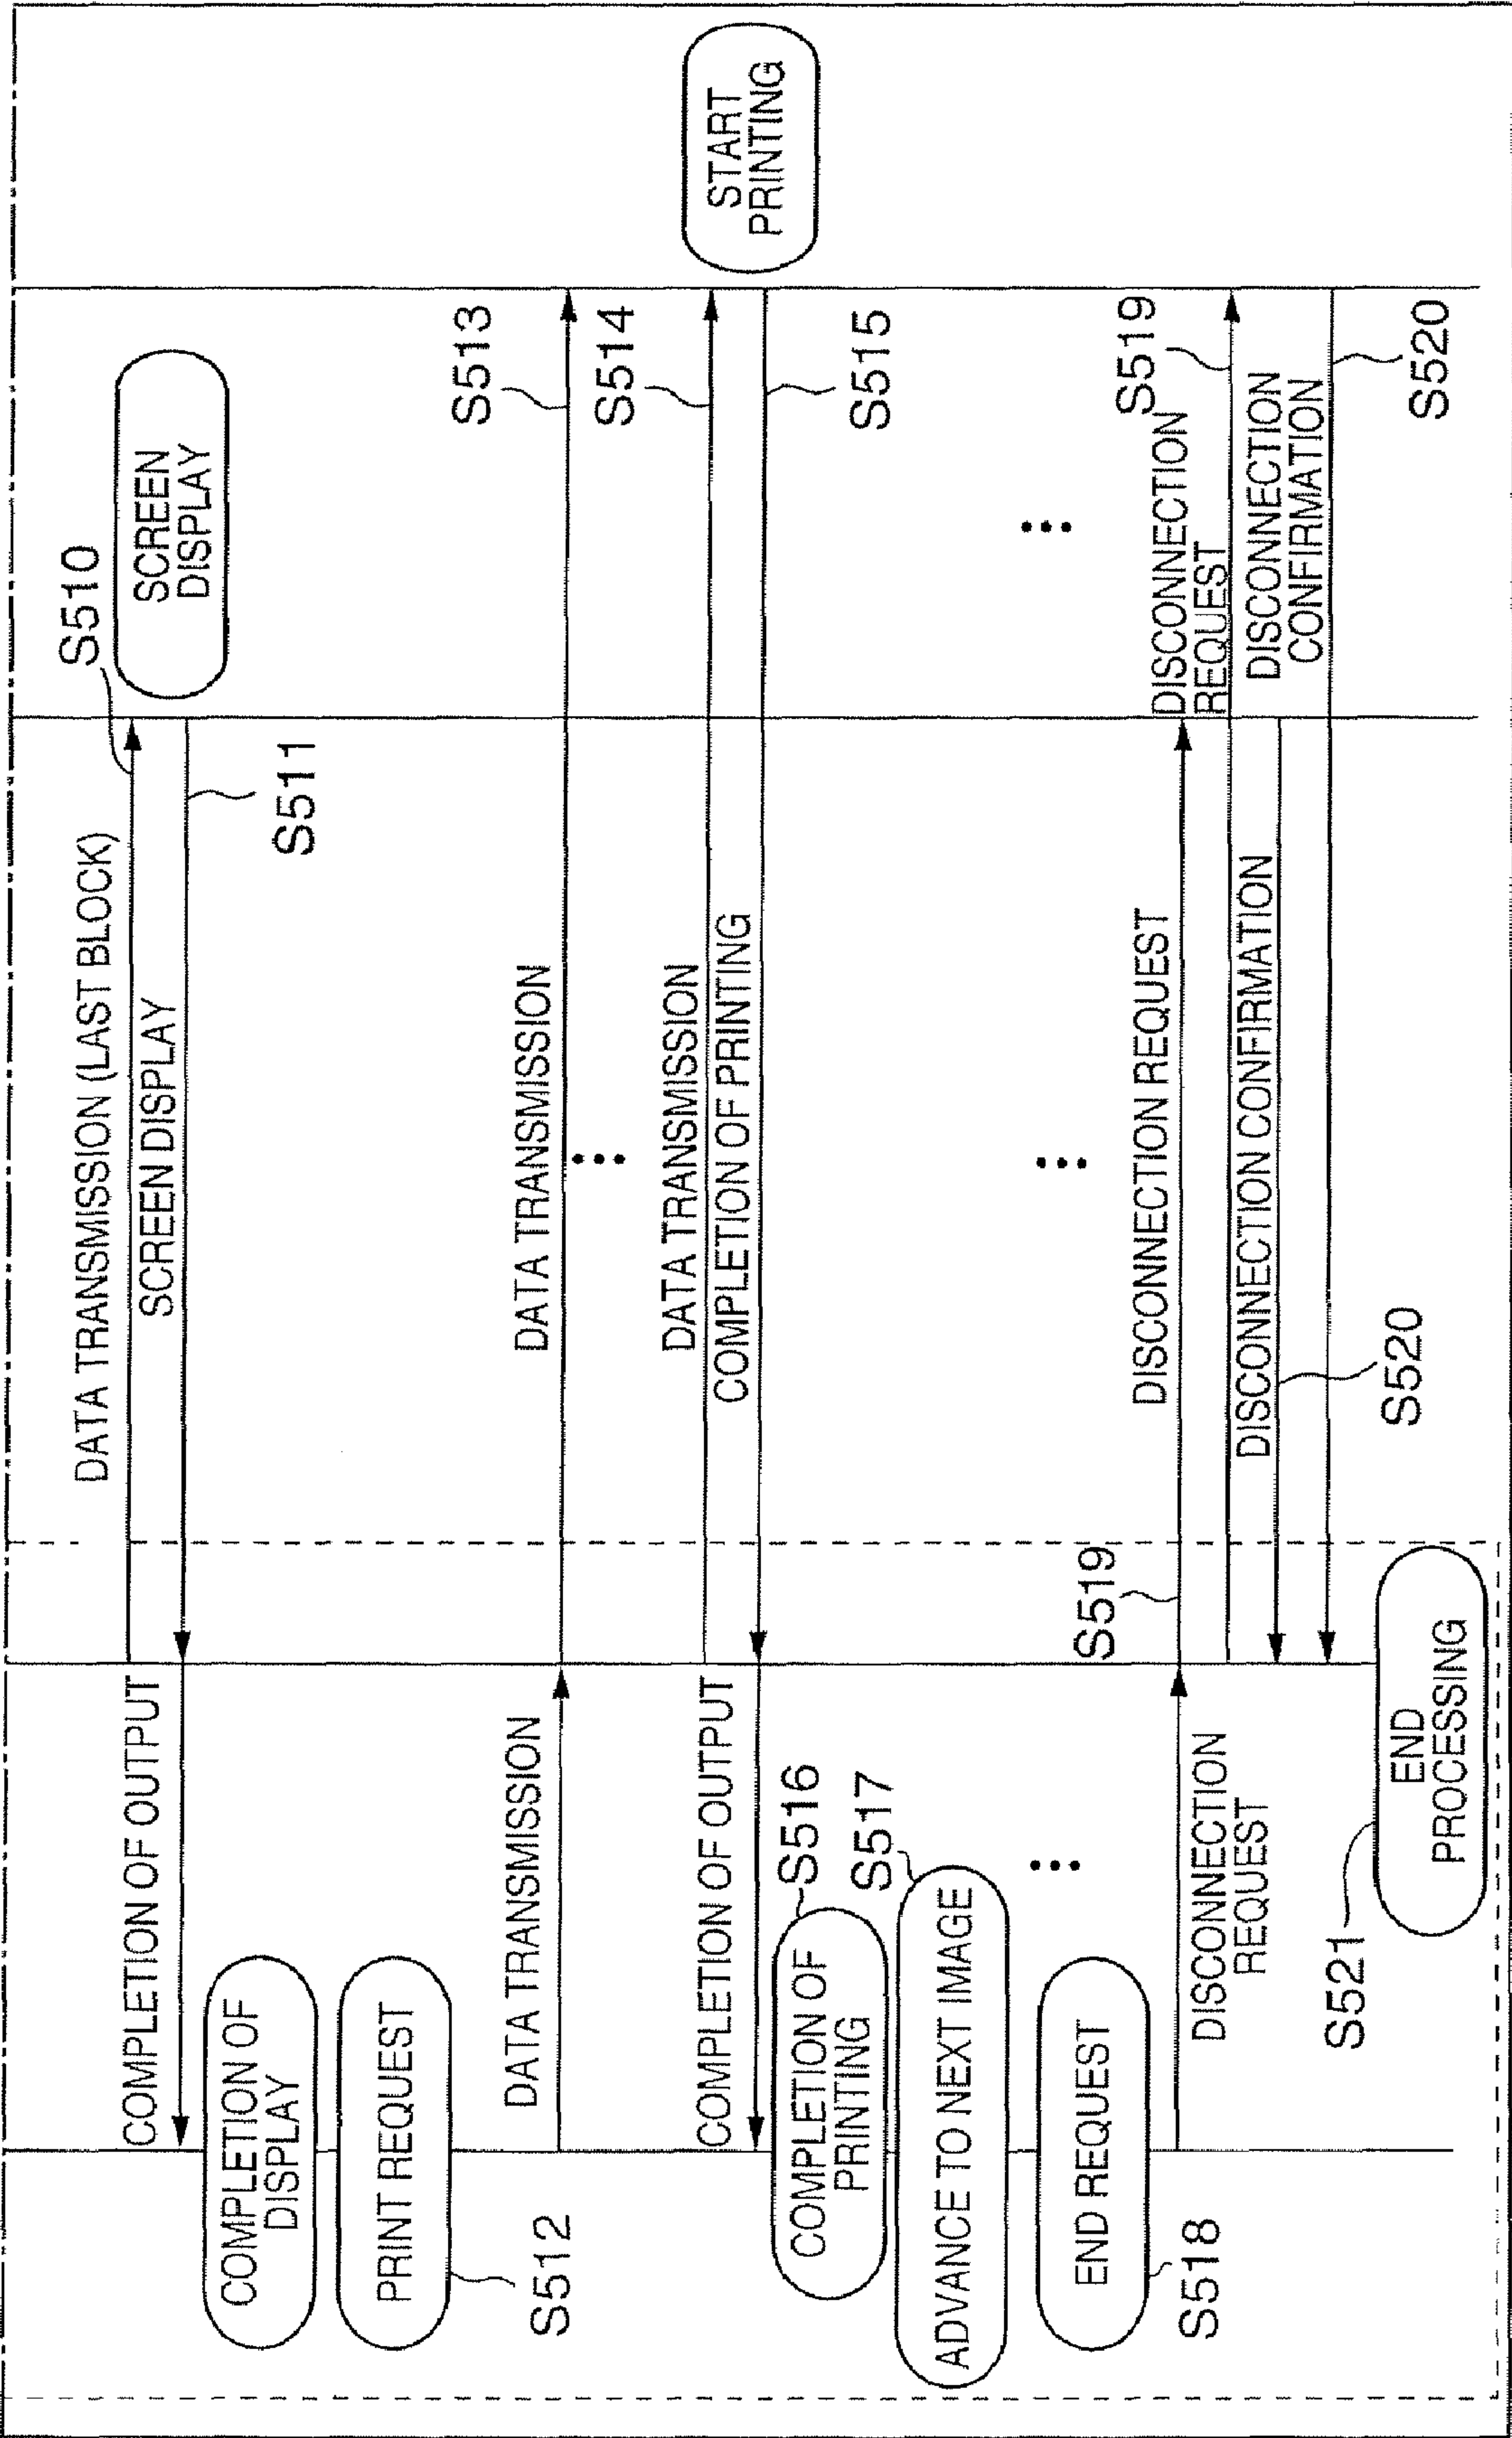 DATA TRANSMISSION (LAST BLOCK)
S510
COMPLETION OF OUTPUT
SCREEN DISPLAY
SCREEN
DISPLAY
S511
COMPLETION OF
DISPLAY
PRINT REQUEST
S512
DATA TRANSMISSION
DATA TRANSMISSION
S513
DATA TRANSMISSION
S514
START
PRINTING
COMPLETION OF OUTPUT
COMPLETION OF PRINTING
S515
COMPLETION OF
PRINTING
S516
S517
ADVANCE TO NEXT IMAGE
END REQUEST
S518
DISCONNECTION
REQUEST
S519
DISCONNECTION REQUEST
DISCONNECTION
REQUEST
S519
DISCONNECTION CONFIRMATION
DISCONNECTION
CONFIRMATION
S520
S520
S521
END
PROCESSING